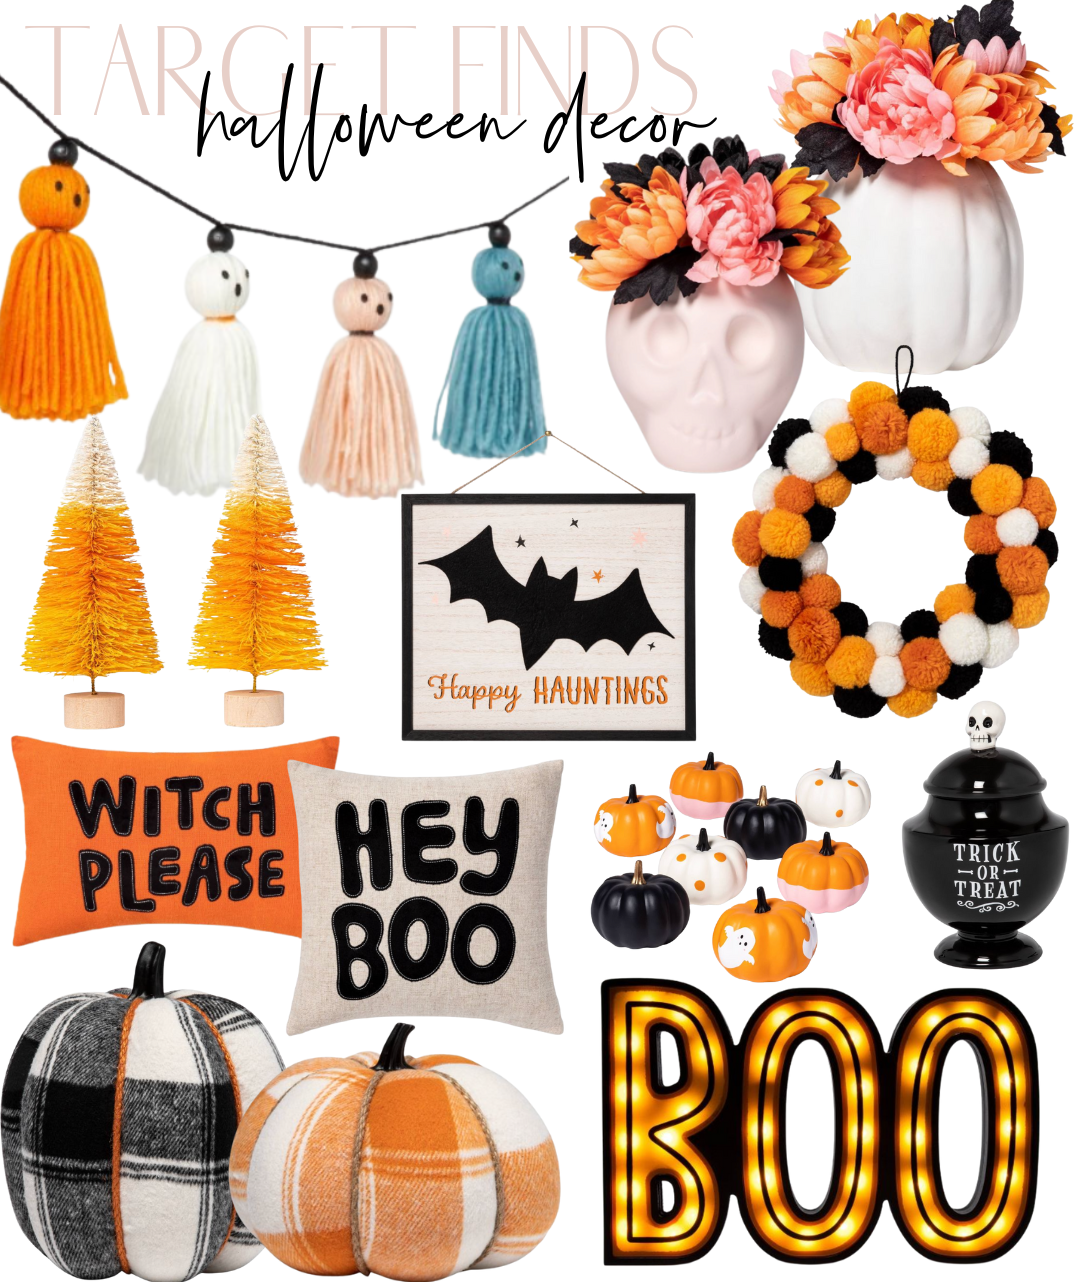 TARGET FINDS
halloween decor
Happy HAUNTINGS
WITCH
PLEASE
HEY
BOO
TRICK
OR
TREAT
BOO